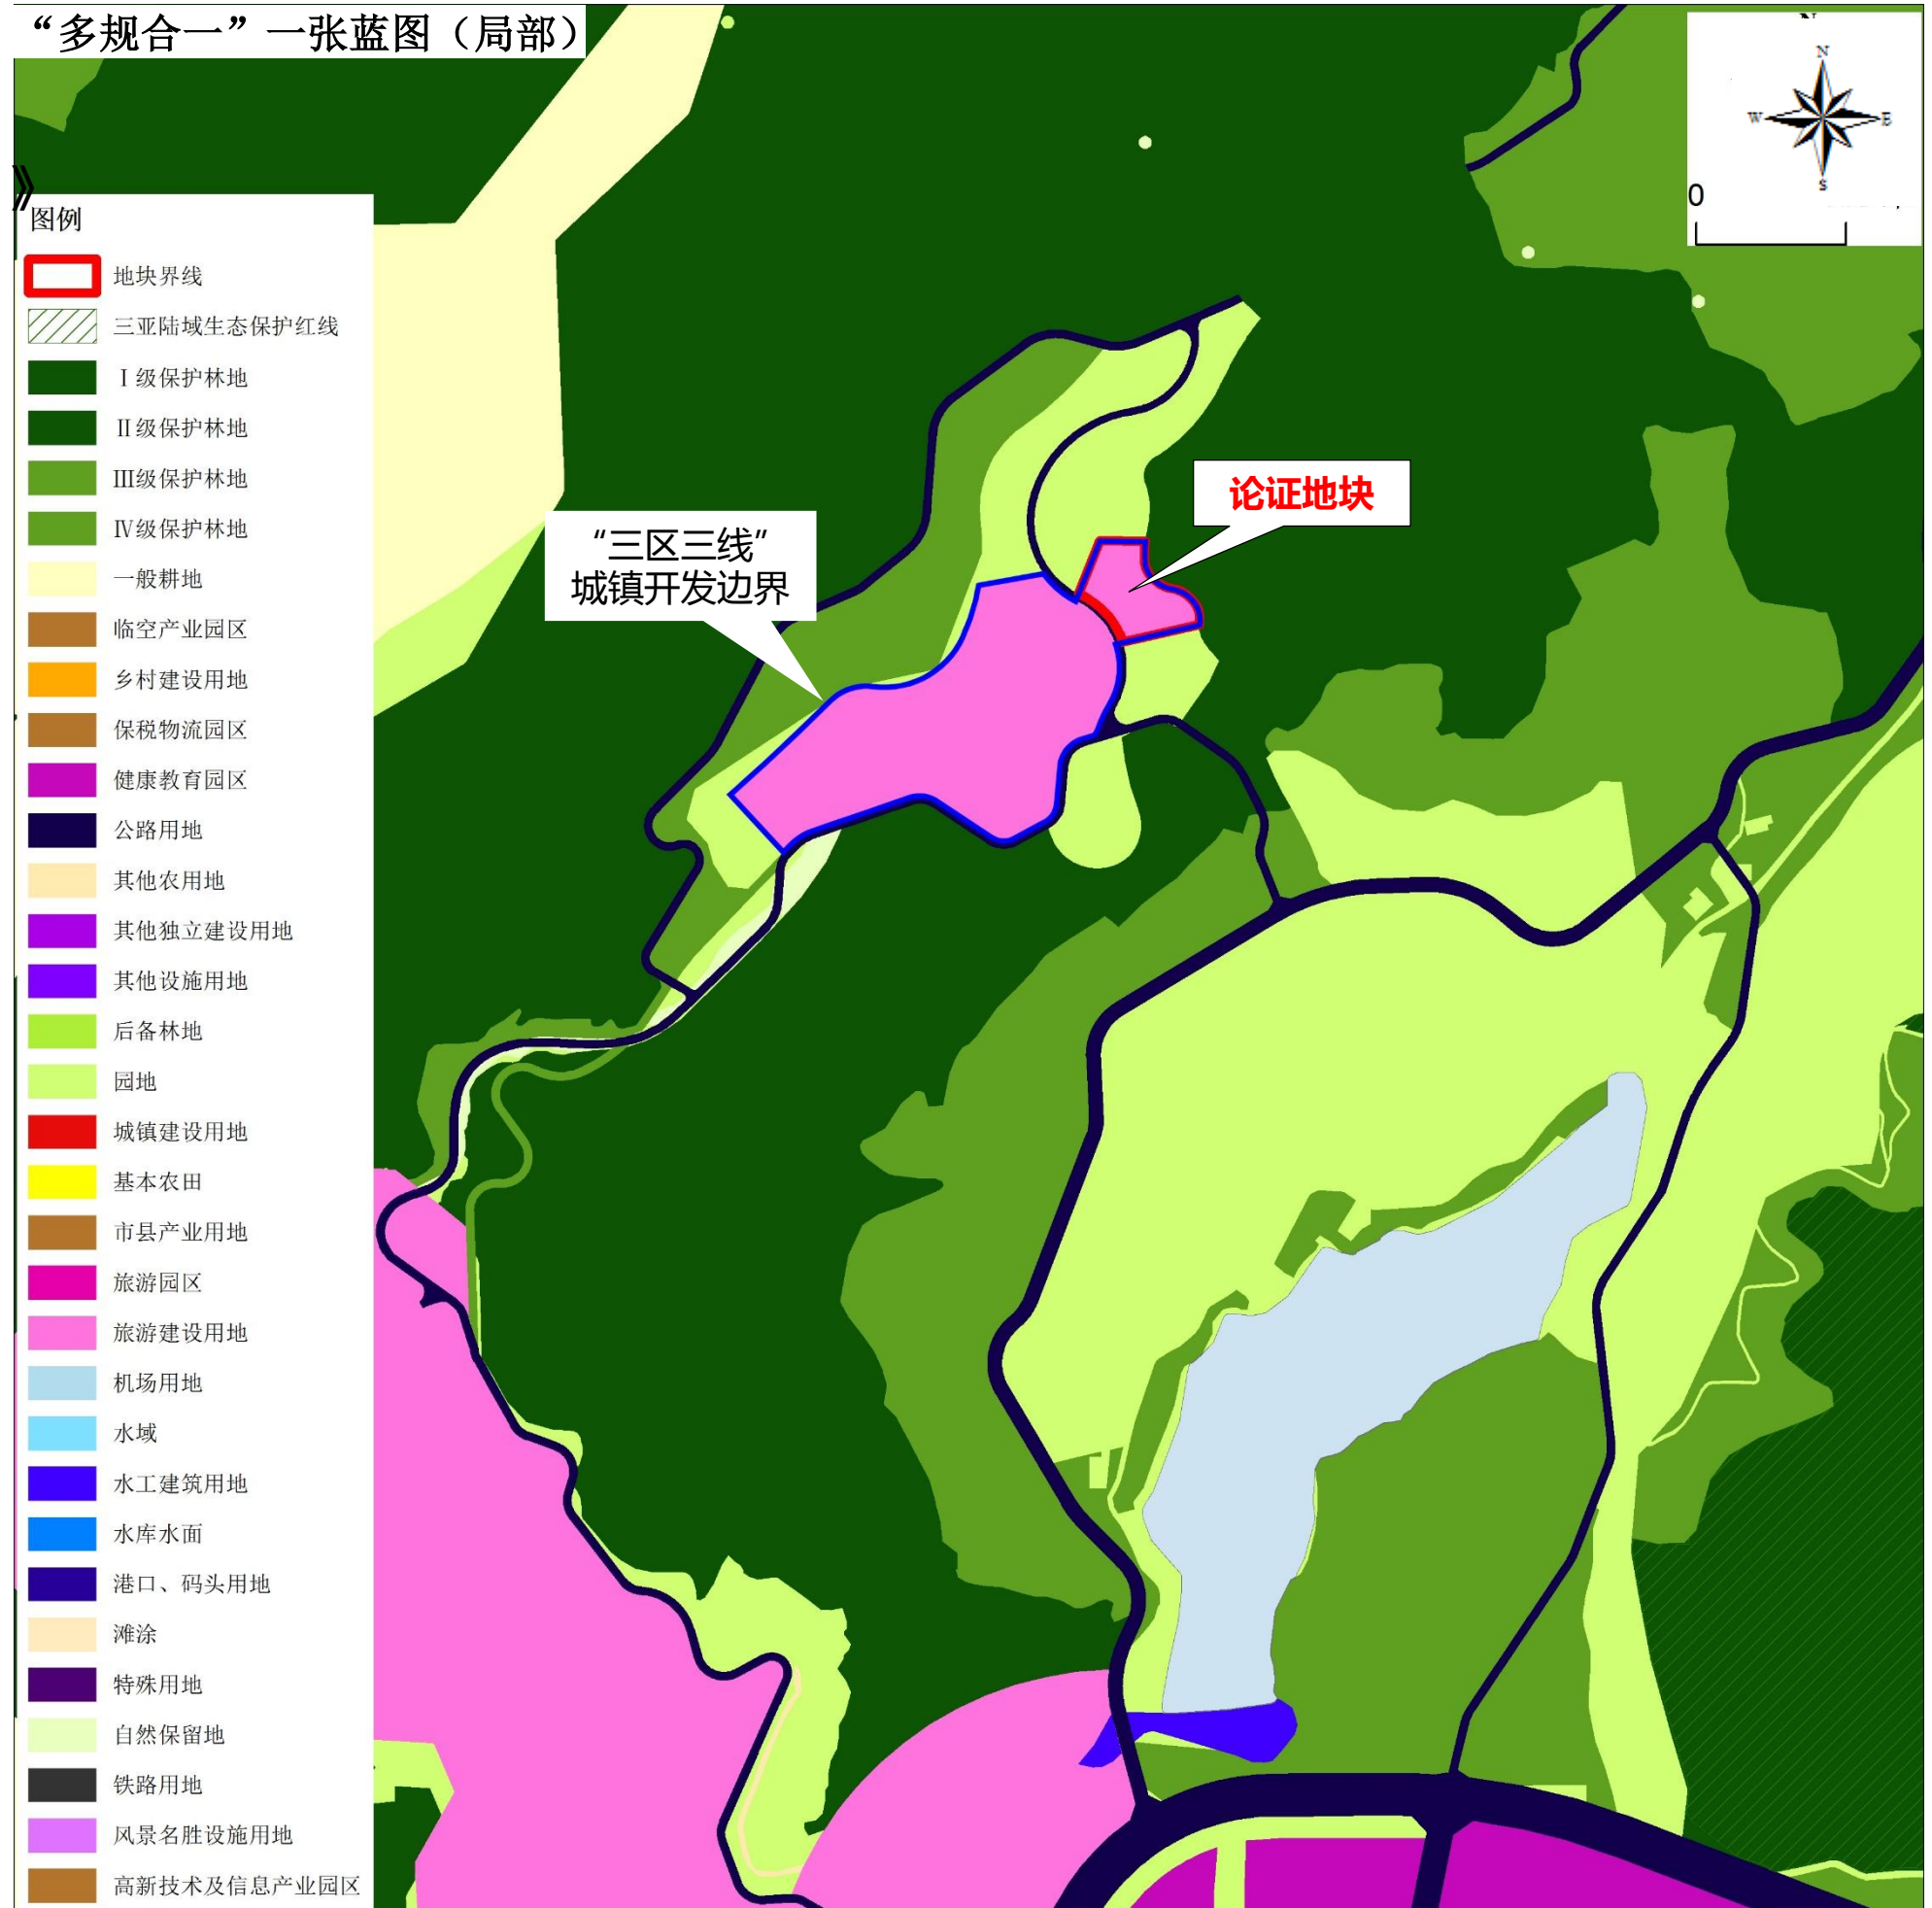 “多规合一”一张蓝图（局部）
N
W
E
S
0
》
图例
地块界线
三亚陆域生态保护红线
Ⅰ级保护林地
Ⅱ级保护林地
Ⅲ级保护林地
Ⅳ级保护林地
一般耕地
临空产业园区
乡村建设用地
保税物流园区
健康教育园区
公路用地
其他农用地
其他独立建设用地
其他设施用地
后备林地
园地
城镇建设用地
基本农田
市县产业用地
旅游园区
旅游建设用地
机场用地
水域
水工建筑用地
水库水面
港口、码头用地
滩涂
特殊用地
自然保留地
铁路用地
风景名胜设施用地
高新技术及信息产业园区
论证地块
“三区三线”
城镇开发边界